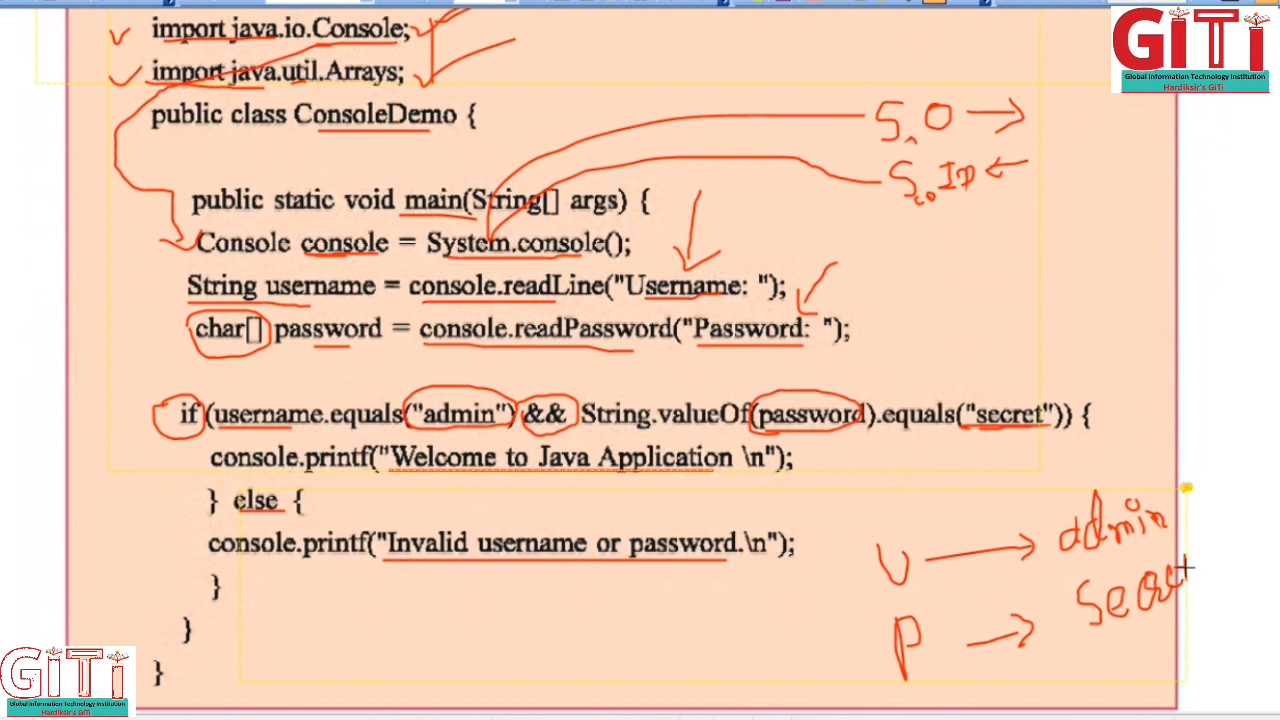 GiTi
Global Information Technology Institution
Hardiksir's GiTi
import java.io.Console;
import java.util.Arrays;
public class ConsoleDemo {
S.O
public static void main(String[] args) {
Console console = System.console();
String username = console.readLine("Username: ");
char[] password = console.readPassword("Password: ");
if (username.equals("admin") && String.valueOf(password).equals("secret")) {
console.printf("Welcome to Java Application \n");
} else {
console.printf("Invalid username or password.\n");
}
}
}
U → admin
P → Secret
GiTi
Global Information Technology Institution
Hardiksir's GiTi